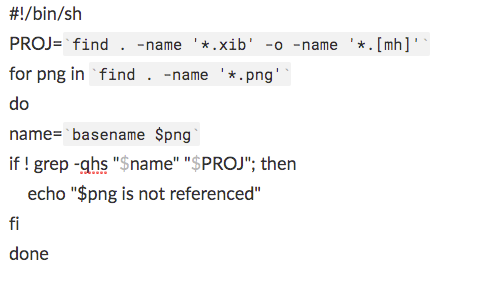 #!/bin/sh
PROJ=`find . -name '*.xib' -o -name '*.[mh]'`
for png in `find . -name '*.png'`
do
name=`basename $png`
if ! grep -qhs "$name" "$PROJ"; then
echo "$png is not referenced"
fi
done